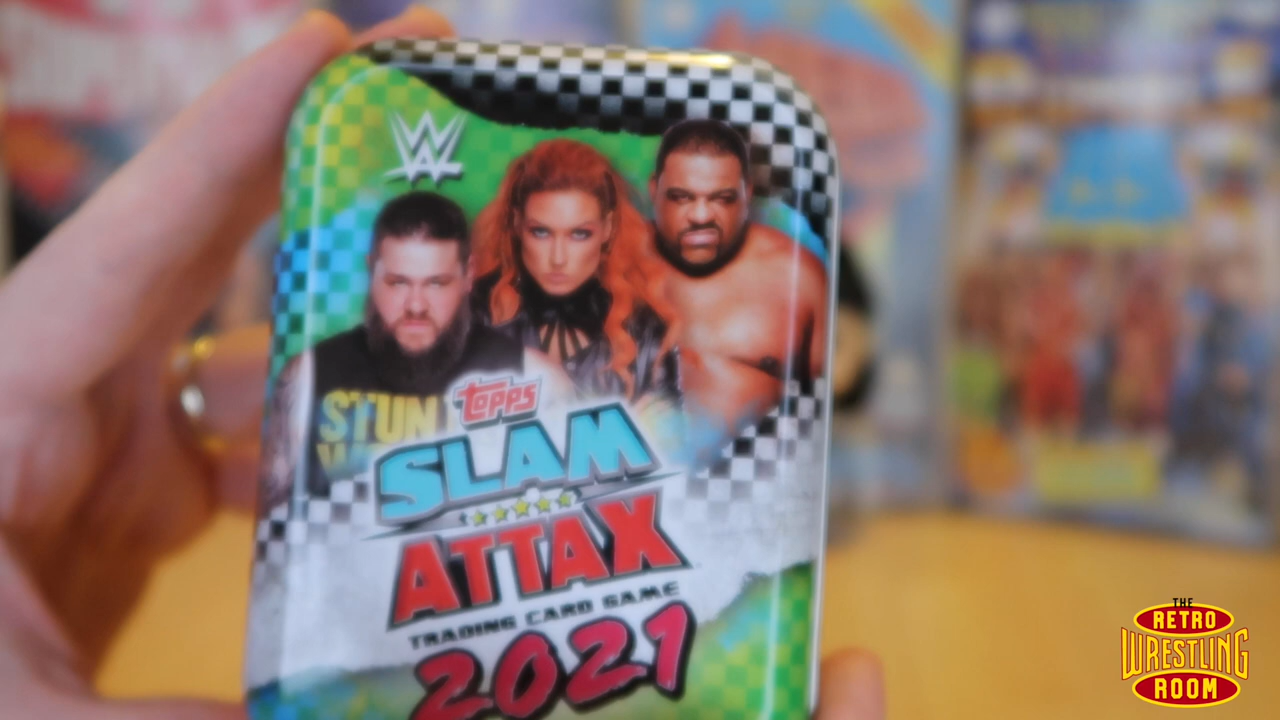 W
STUN
TOPPS
SLAM
ATTAX
TRADING CARD GAME
2021
THE
RETRO
WRESTLING
ROOM